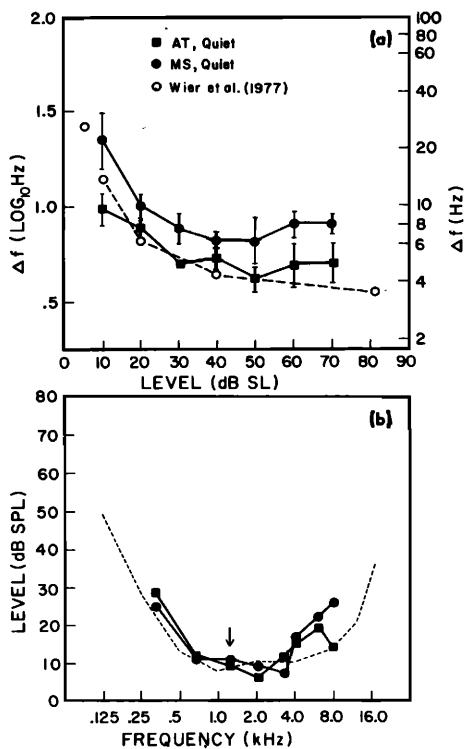 (a)
AT, Quiet
MS, Quiet
Wier et al. (1977)
Δf (LOG10Hz)
2.0
1.5
1.0
.5
Δf (Hz)
100
80
60
40
20
10
8
6
4
2
0 10 20 30 40 50 60 70 80 90
LEVEL (dB SL)
(b)
LEVEL (dB SPL)
80
70
60
50
40
30
20
10
0
.125 .25 .5 1.0 2.0 4.0 8.0 16.0
FREQUENCY (kHz)